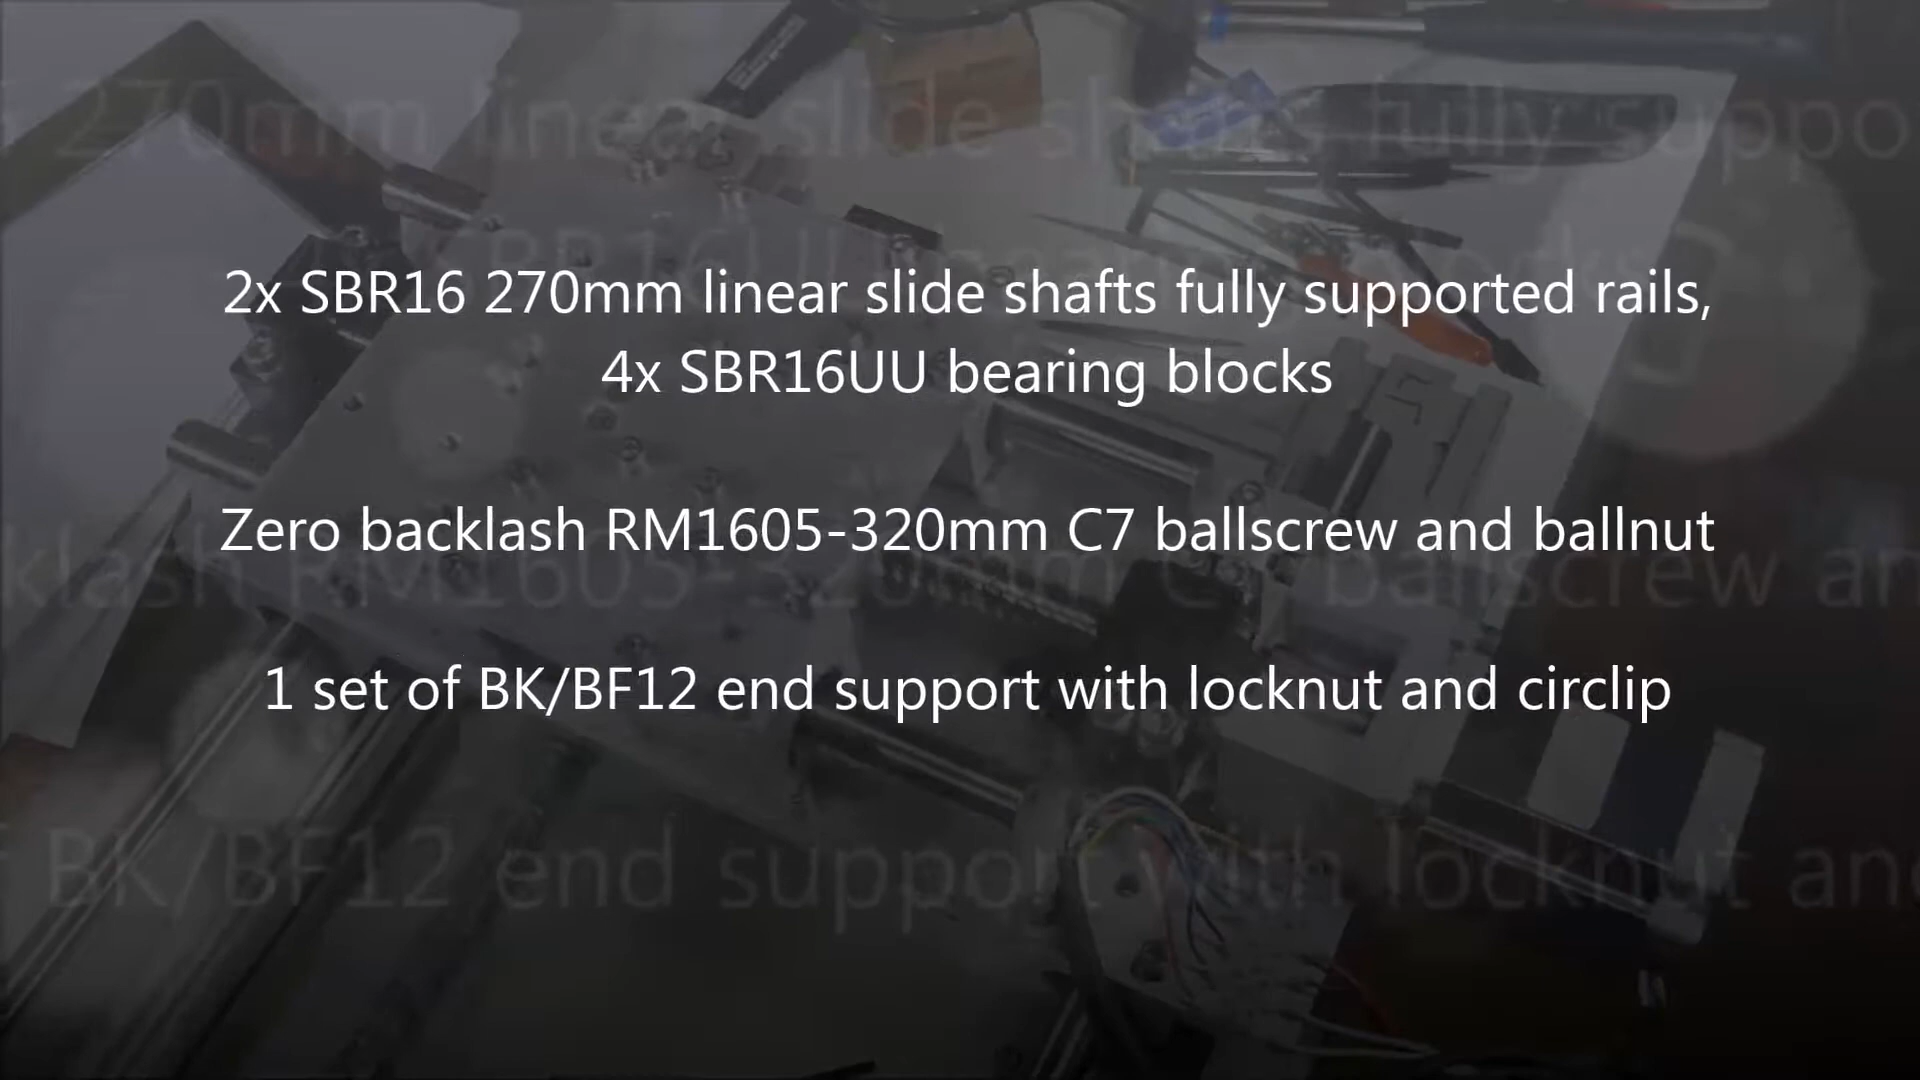 2x SBR16 270mm linear slide shafts fully supported rails,
4x SBR16UU bearing blocks
Zero backlash RM1605-320mm C7 ballscrew and ballnut
1 set of BK/BF12 end support with locknut and circlip